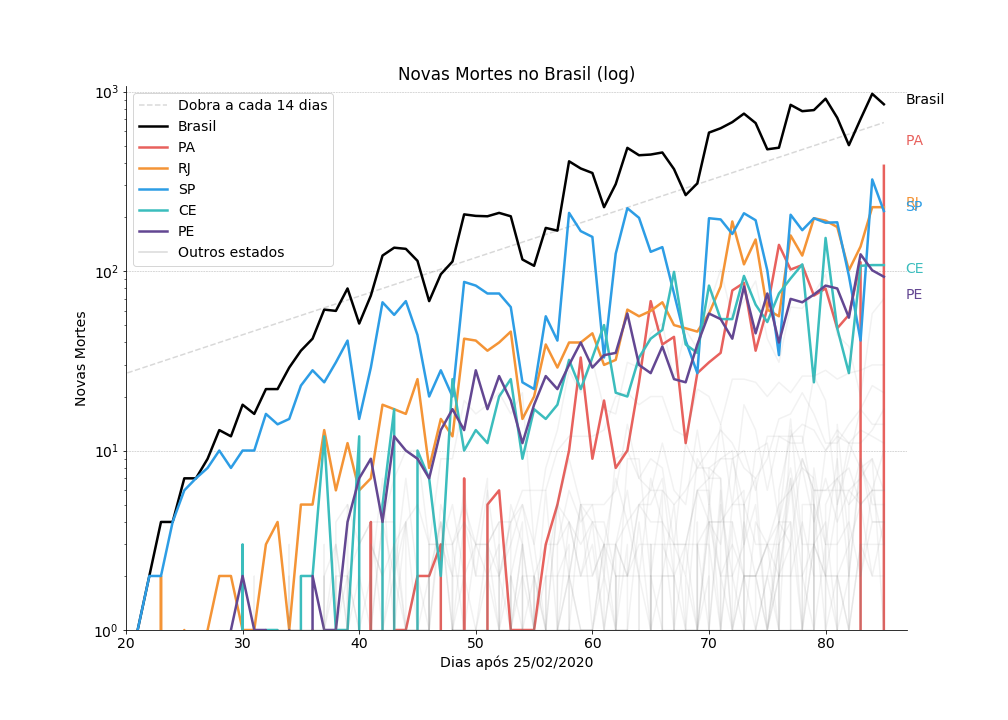 Novas Mortes no Brasil (log)
Dobra a cada 14 dias
Brasil
PA
RJ
SP
CE
PE
Outros estados
10³
10²
10¹
10⁰
Novas Mortes
20 30 40 50 60 70 80
Dias após 25/02/2020
Brasil
PA
RJ
SP
CE
PE